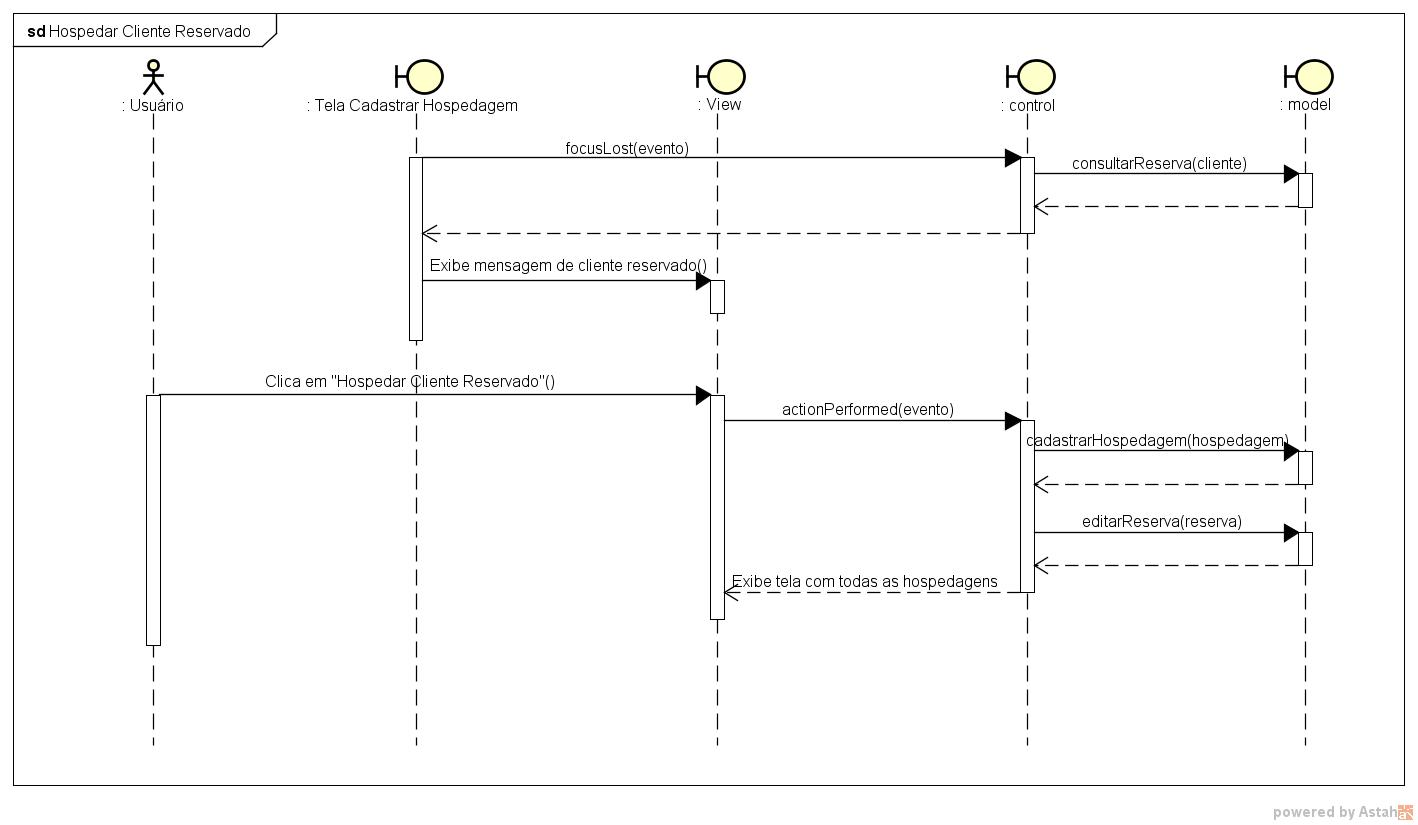 sd Hospedar Cliente Reservado
: Usuário
: Tela Cadastrar Hospedagem
: View
: control
: model
focusLost(evento)
consultarReserva(cliente)
Exibe mensagem de cliente reservado()
Clica em "Hospedar Cliente Reservado"()
actionPerformed(evento)
cadastrarHospedagem(hospedagem)
editarReserva(reserva)
Exibe tela com todas as hospedagens
powered by Astah